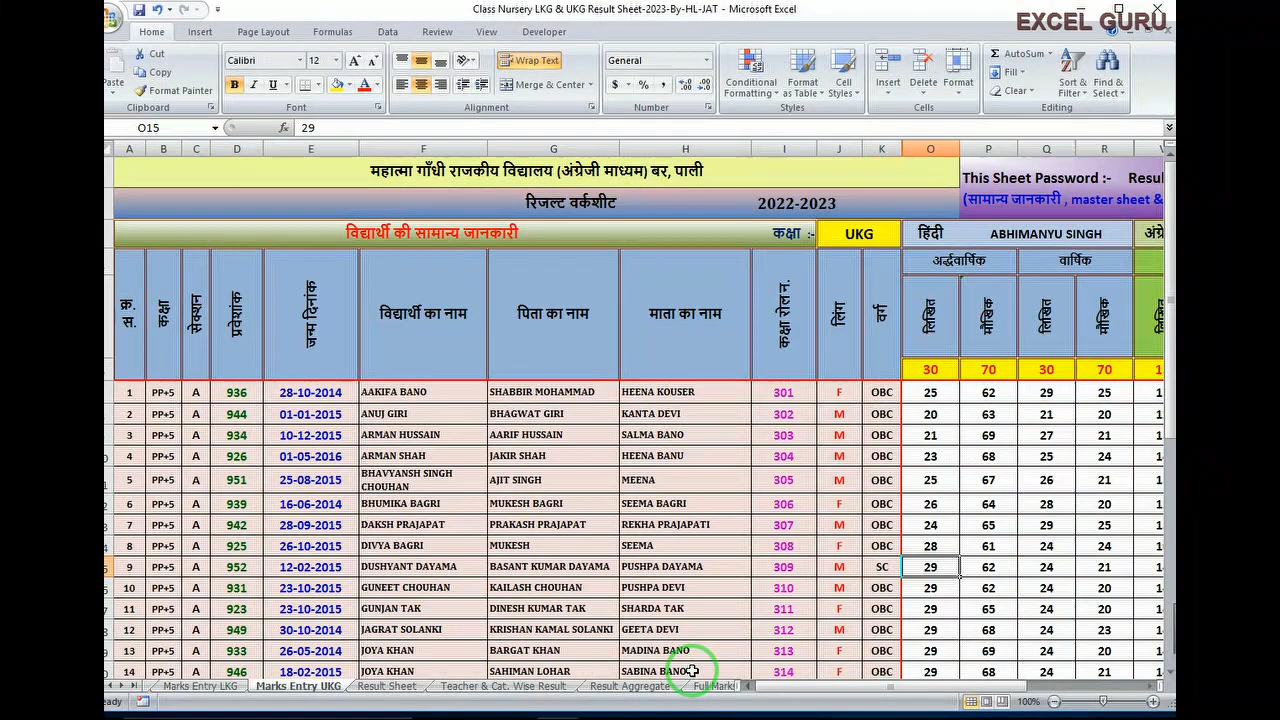 Class Nursery LKG & UKG Result Sheet-2023-By-HL-JAT - Microsoft Excel
EXCEL GURU
Home Insert Page Layout Formulas Data Review View Developer
Cut Calibri 12 Wrap Text General Σ AutoSum
Copy Conditional Format Cell Insert Delete Format Fill Sort & Find &
Format Painter B I U Merge & Center $ % , Formatting as Table Styles Clear Filter Select
Clipboard Font Alignment Number Styles Cells Editing
O15 fx 29
A B C D E F G H I J K O P Q R
महात्मा गाँधी राजकीय विद्यालय (अंग्रेजी माध्यम) बर, पाली
This Sheet Password :- Resul
रिजल्ट वर्कशीट 2022-2023
(सामान्य जानकारी , master sheet &
विद्यार्थी की सामान्य जानकारी कक्षा :- UKG हिंदी ABHIMANYU SINGH अंग्रे
अर्द्धवार्षिक वार्षिक
क्र. स. कक्षा सेक्शन प्रवेशांक जन्म दिनांक विद्यार्थी का नाम पिता का नाम माता का नाम कक्षा रोल न. लिंग वर्ग लिखित मौखिक लिखित मौखिक
30 70 30 70 1
1 PP+5 A 936 28-10-2014 AAKIFA BANO SHABBIR MOHAMMAD HEENA KOUSER 301 F OBC 25 62 29 25
2 PP+5 A 944 01-01-2015 ANUJ GIRI BHAGWAT GIRI KANTA DEVI 302 M OBC 20 63 21 20
3 PP+5 A 934 10-12-2015 ARMAN HUSSAIN AARIF HUSSAIN SALMA BANO 303 M OBC 21 69 27 21
4 PP+5 A 926 01-05-2016 ARMAN SHAH JAKIR SHAH HEENA BANU 304 M OBC 23 68 25 24
5 PP+5 A 951 25-08-2015 BHAVYANSH SINGH CHOUHAN AJIT SINGH MEENA 305 M OBC 25 67 26 21
6 PP+5 A 939 16-06-2014 BHUMIKA BAGRI MUKESH BAGRI SEEMA BAGRI 306 F OBC 26 64 28 20
7 PP+5 A 942 28-09-2015 DAKSH PRAJAPAT PRAKASH PRAJAPAT REKHA PRAJAPATI 307 M OBC 24 65 29 25
8 PP+5 A 925 26-10-2015 DIVYA BAGRI MUKESH SEEMA 308 F OBC 28 61 24 24
9 PP+5 A 952 12-02-2015 DUSHYANT DAYAMA BASANT KUMAR DAYAMA PUSHPA DAYAMA 309 M SC 29 62 24 21
10 PP+5 A 931 23-10-2015 GUNEET CHOUHAN KAILASH CHOUHAN PUSHPA DEVI 310 M OBC 29 62 24 20
11 PP+5 A 923 23-10-2015 GUNJAN TAK DINESH KUMAR TAK SHARDA TAK 311 F OBC 29 65 24 20
12 PP+5 A 949 30-10-2014 JAGRAT SOLANKI KRISHAN KAMAL SOLANKI GEETA DEVI 312 M OBC 29 68 24 23
13 PP+5 A 933 26-05-2014 JOYA KHAN BARGAT KHAN MADINA BANO 313 F OBC 29 69 24 20
14 PP+5 A 946 18-02-2015 JOYA KHAN SAHIMAN LOHAR SABINA BANO 314 F OBC 29 68 24 21
Marks Entry LKG Marks Entry UKG Result Sheet Teacher & Cat. Wise Result Result Aggregate Full Mark
eady 100%